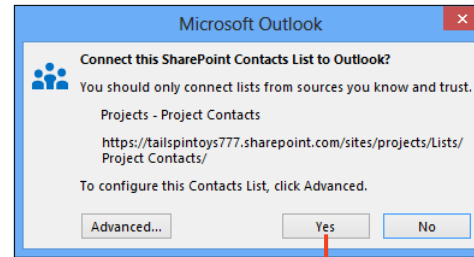 Microsoft Outlook
Connect this SharePoint Contacts List to Outlook?
You should only connect lists from sources you know and trust.
Projects - Project Contacts
https://tailspintoys777.sharepoint.com/sites/projects/Lists/
Project Contacts/
To configure this Contacts List, click Advanced.
Advanced... Yes No